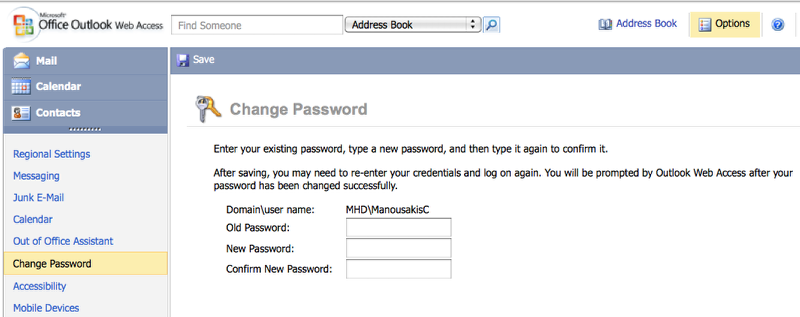 Microsoft®
Office Outlook Web Access
Find Someone
Address Book
Address Book
Options
?
Mail
Calendar
Contacts
Regional Settings
Messaging
Junk E-Mail
Calendar
Out of Office Assistant
Change Password
Accessibility
Mobile Devices
Save
Change Password
Enter your existing password, type a new password, and then type it again to confirm it.
After saving, you may need to re-enter your credentials and log on again. You will be prompted by Outlook Web Access after your
password has been changed successfully.
Domain\user name: MHD\ManousakisC
Old Password:
New Password:
Confirm New Password: